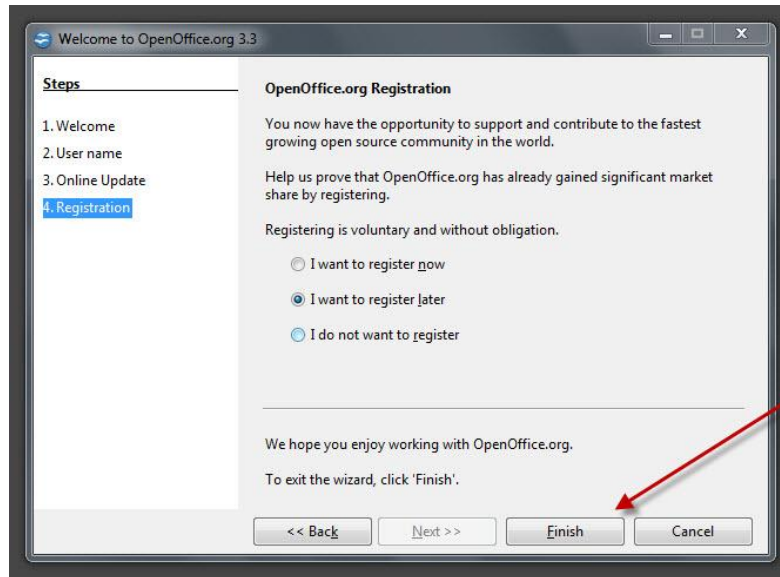 Welcome to OpenOffice.org 3.3
Steps
1. Welcome
2. User name
3. Online Update
4. Registration
OpenOffice.org Registration
You now have the opportunity to support and contribute to the fastest
growing open source community in the world.
Help us prove that OpenOffice.org has already gained significant market
share by registering.
Registering is voluntary and without obligation.
I want to register now
I want to register later
I do not want to register
We hope you enjoy working with OpenOffice.org.
To exit the wizard, click 'Finish'.
<< Back
Next >>
Finish
Cancel